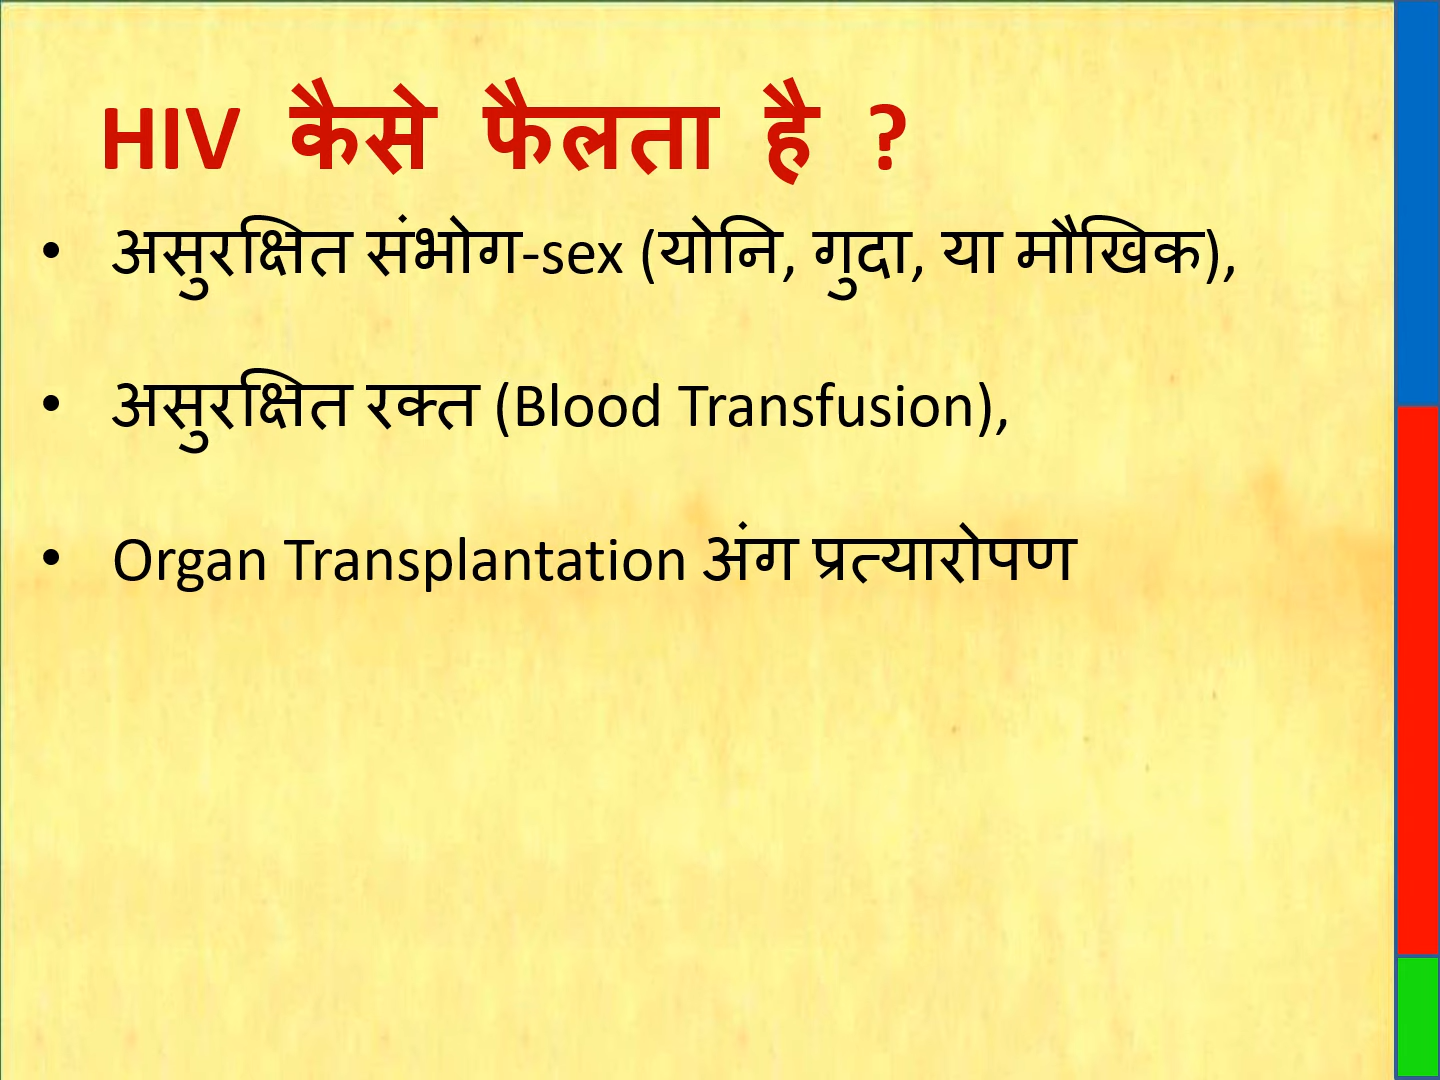 HIV कैसे फैलता है ?
• असुरक्षित संभोग-sex (योनि, गुदा, या मौखिक),
• असुरक्षित रक्त (Blood Transfusion),
• Organ Transplantation अंग प्रत्यारोपण